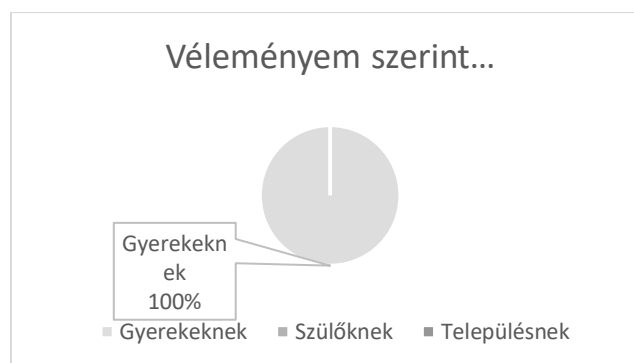 Véleményem szerint...
Gyerekekn
ek
100%
Gyerekeknek Szülőknek Településnek